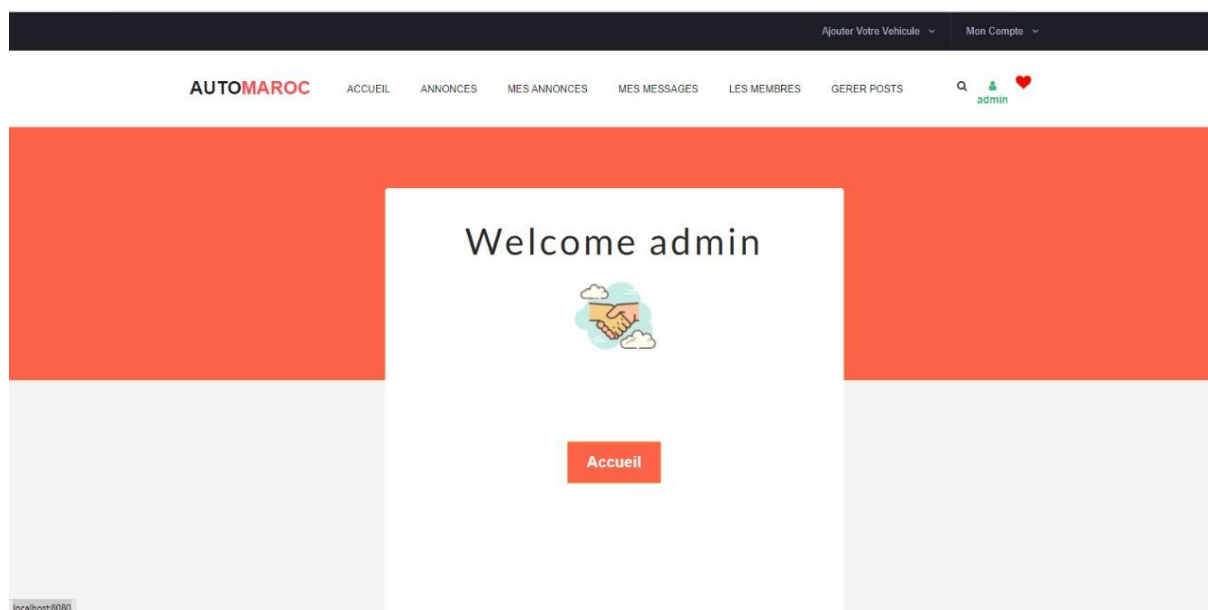 Ajouter Votre Vehicule Mon Compte
AUTOMAROC ACCUEIL ANNONCES MES ANNONCES MES MESSAGES LES MEMBRES GERER POSTS
admin
Welcome admin
Accueil
localhost:8080